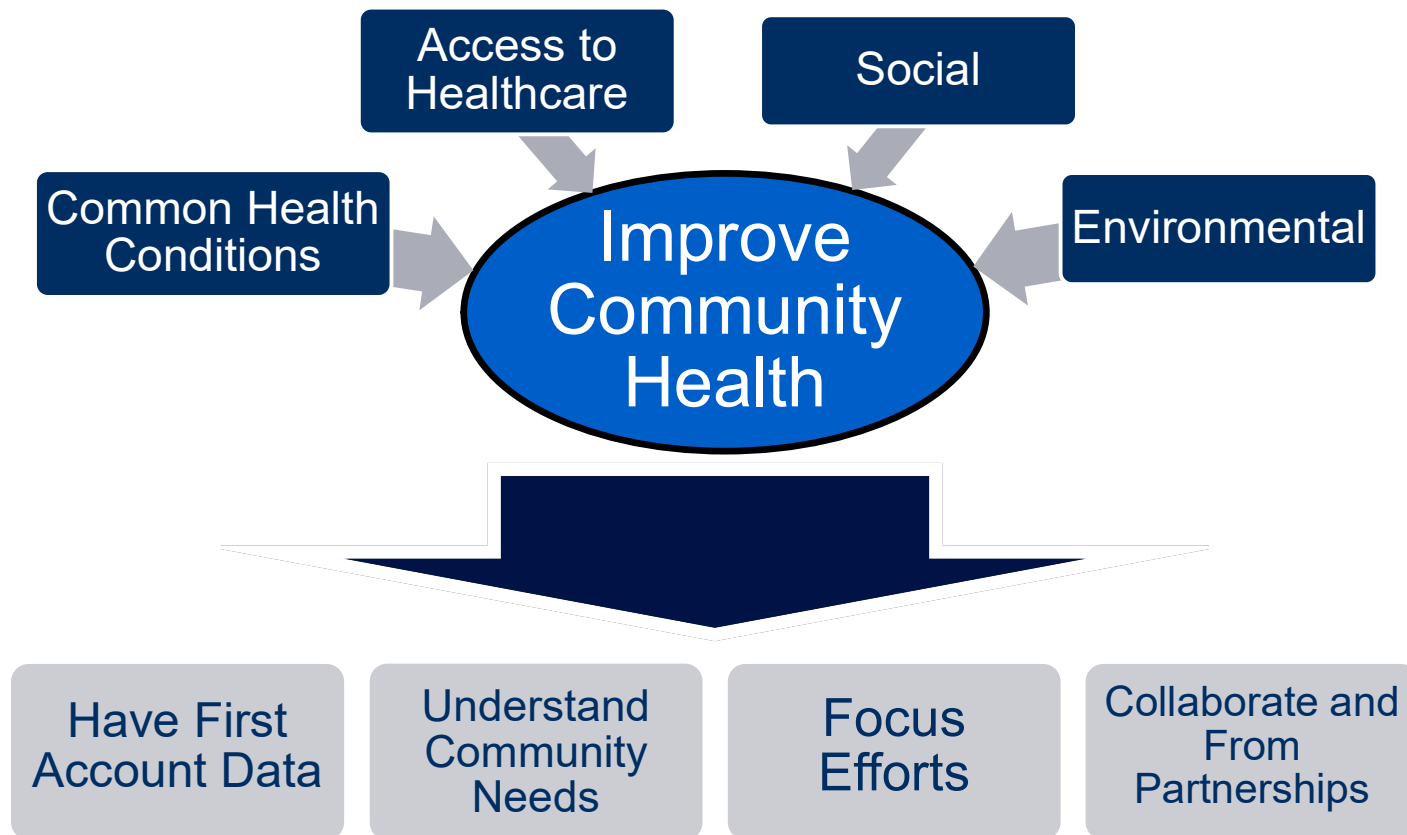 Access to
Healthcare
Social
Common Health
Conditions
Environmental
Improve
Community
Health
Have First
Account Data
Understand
Community
Needs
Focus
Efforts
Collaborate and
From
Partnerships